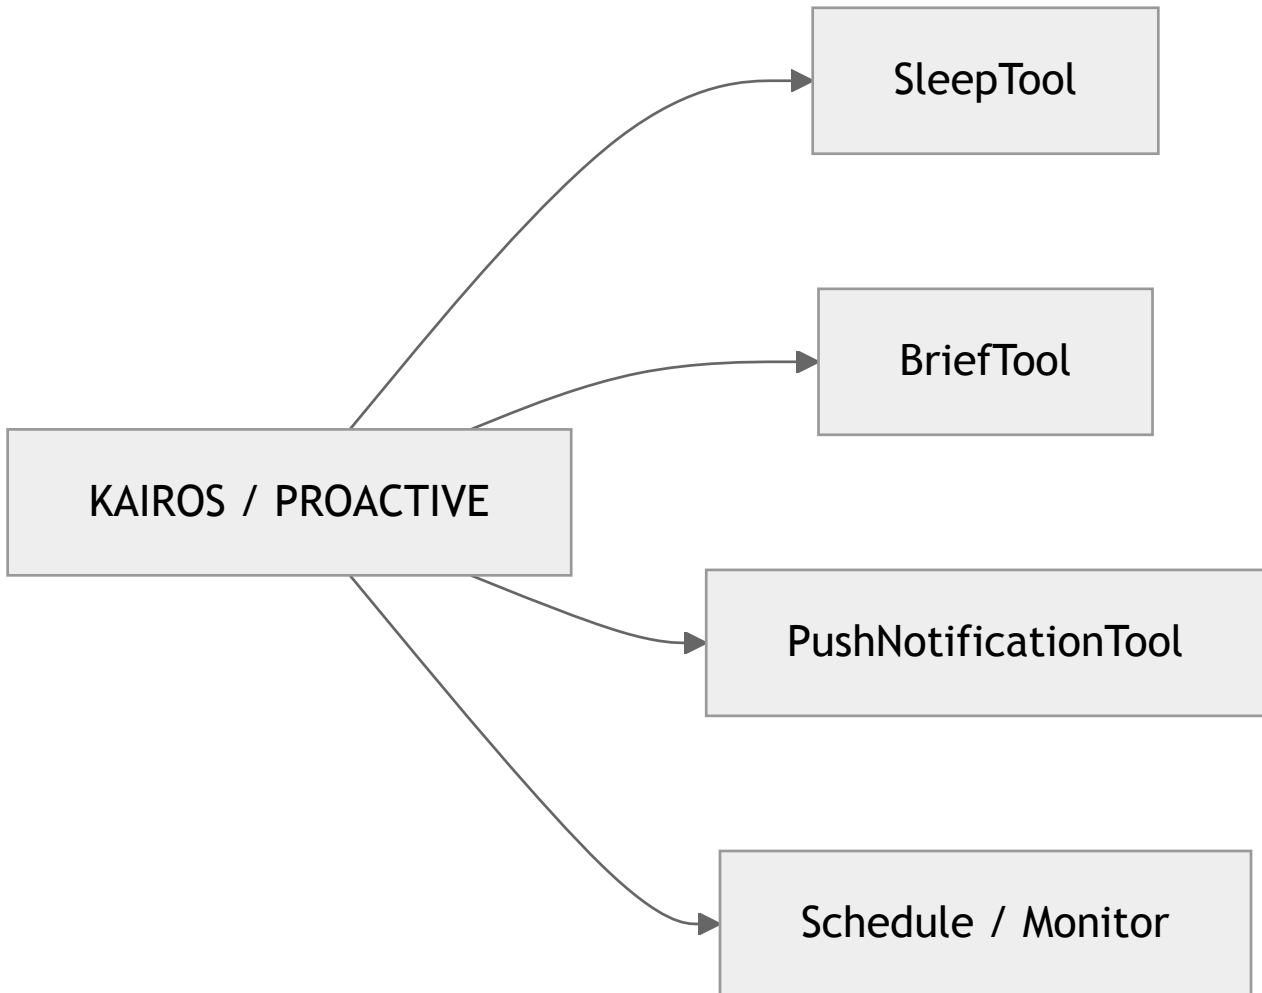 SleepTool
BriefTool
KAIROS / PROACTIVE
PushNotificationTool
Schedule / Monitor